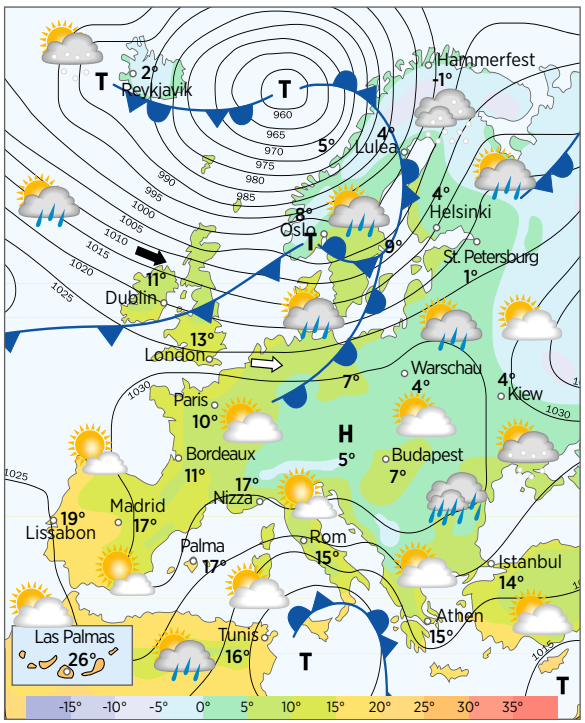 Hammerfest
-1°
T
2°
Reykjavik
T
960
965
970
975
980
985
990
995
1000
1005
1010
1015
1020
1025
5°
4°
Luleå
4°
Helsinki
8°
Oslo
T
9°
St. Petersburg
1°
11°
Dublin
13°
London
1030
7°
Warschau
4°
4°
Kiew
1030
Paris
10°
H
5°
Bordeaux
11°
Budapest
7°
1025
17°
Nizza
Madrid
17°
19°
Lissabon
Palma
17°
Rom
15°
Istanbul
14°
Athen
15°
Las Palmas
26°
Tunis
16°
T
1015
T
-15° -10° -5° 0° 5° 10° 15° 20° 25° 30° 35°